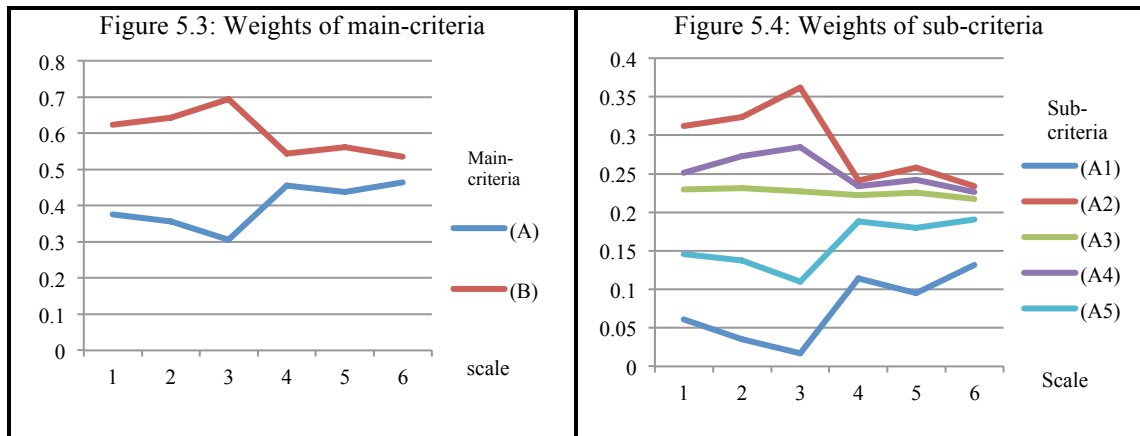 Figure 5.3: Weights of main-criteria
0.8
0.7
0.6
0.5
0.4
0.3
0.2
0.1
0
1 2 3 4 5 6
Main-
criteria
(A)
(B)
scale
Figure 5.4: Weights of sub-criteria
0.4
0.35
0.3
0.25
0.2
0.15
0.1
0.05
0
1 2 3 4 5 6
Sub-
criteria
(A1)
(A2)
(A3)
(A4)
(A5)
Scale